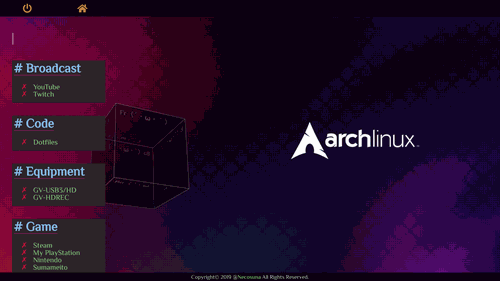 # Broadcast
✗ YouTube
✗ Twitch
# Code
✗ Dotfiles
# Equipment
✗ GV-USB3/HD
✗ GV-HDREC
# Game
✗ Steam
✗ My PlayStation
✗ Nintendo
✗ Sumameito
archlinux
Copyright© 2019 @Necosuna All Rights Reserved.